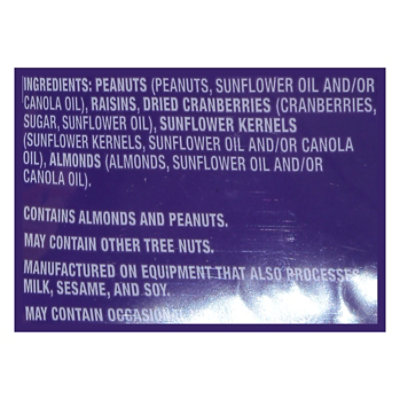 INGREDIENTS: PEANUTS (PEANUTS, SUNFLOWER OIL AND/OR
CANOLA OIL), RAISINS, DRIED CRANBERRIES (CRANBERRIES,
SUGAR, SUNFLOWER OIL), SUNFLOWER KERNELS
(SUNFLOWER KERNELS, SUNFLOWER OIL AND/OR CANOLA
OIL), ALMONDS (ALMONDS, SUNFLOWER OIL AND/OR
CANOLA OIL).
CONTAINS ALMONDS AND PEANUTS.
MAY CONTAIN OTHER TREE NUTS.
MANUFACTURED ON EQUIPMENT THAT ALSO PROCESSES
MILK, SESAME, AND SOY.
MAY CONTAIN